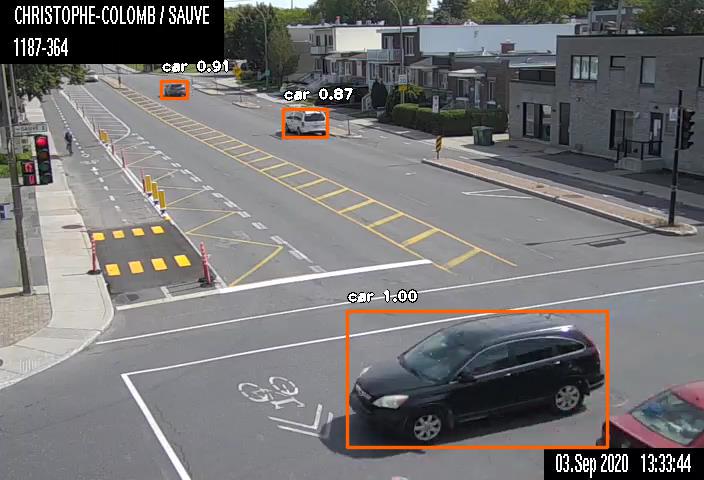 CHRISTOPHE-COLOMB / SAUVE
1187-364
car 0.91
car 0.87
car 1.00
03.Sep 2020 13:33:44